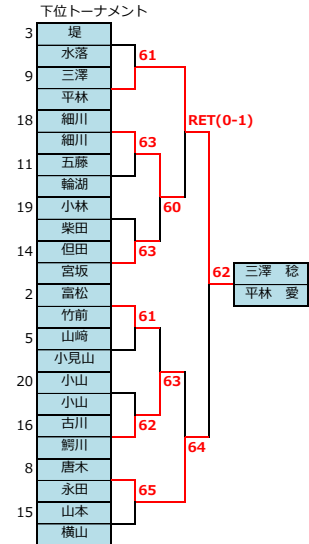 下位トーナメント
3 堤
水落
61
9 三澤
平林
RET(0-1)
18 細川
細川
63
11 五藤
輪湖
60
19 小林
柴田
14 但田
63
宮坂
62
三澤　稔
平林　愛
2 富松
竹前
61
5 山﨑
小見山
63
20 小山
小山
16 古川
62
鰐川
64
8 唐木
永田
65
15 山本
横山